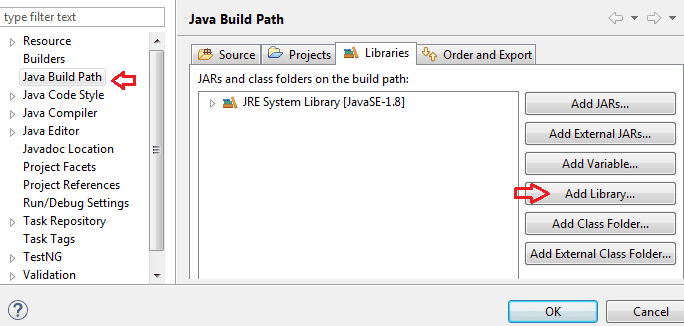 type filter text
Resource
Builders
Java Build Path
Java Code Style
Java Compiler
Java Editor
Javadoc Location
Project Facets
Project References
Run/Debug Settings
Task Repository
Task Tags
TestNG
Validation
Java Build Path
Source Projects Libraries Order and Export
JARs and class folders on the build path:
JRE System Library [JavaSE-1.8]
Add JARs...
Add External JARs...
Add Variable...
Add Library...
Add Class Folder...
Add External Class Folder...
?
OK Cancel